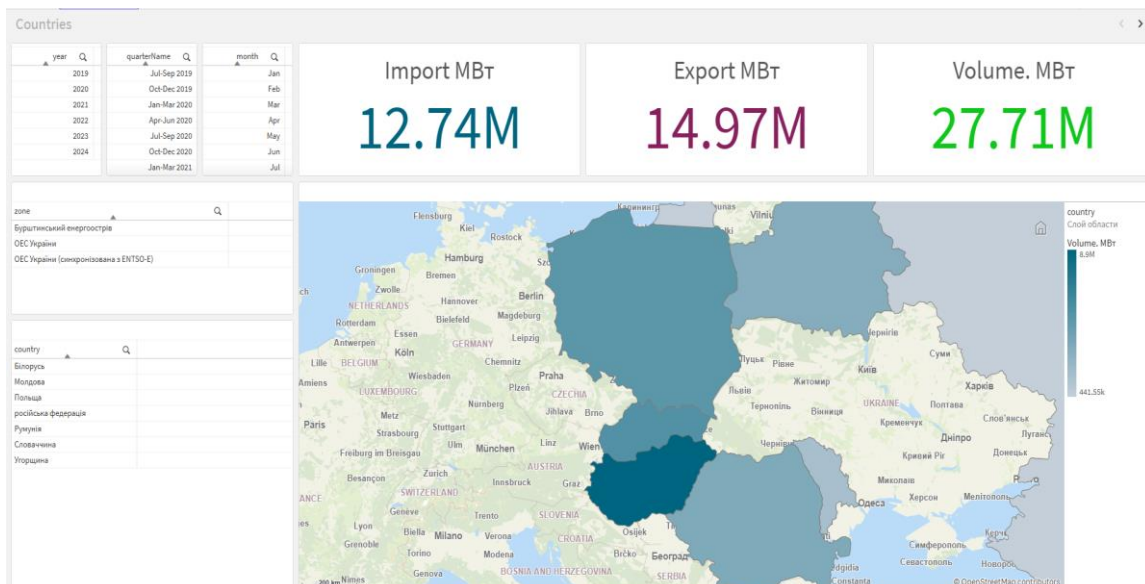 Countries
year
2019
2020
2021
2022
2023
2024
quarterName
Jul-Sep 2019
Oct-Dec 2019
Jan-Mar 2020
Apr-Jun 2020
Jul-Sep 2020
Oct-Dec 2020
Jan-Mar 2021
month
Jan
Feb
Mar
Apr
May
Jun
Jul
Import МВт
12.74M
Export МВт
14.97M
Volume. МВт
27.71M
zone
Бурштинський енергоострів
ОЕС України
ОЕС України (синхронізована з ENTSO-E)
country
Білорусь
Молдова
Польща
російська федерація
Румунія
Словаччина
Угорщина
country
Слой области
Volume. МВт
8.9M
441.55k
Flensburg
Kiel
Rostock
Vilniu
Hamburg
Groningen
Bremen
Zwolle
NETHERLANDS
Hannover
Berlin
Rotterdam
Bielefeld
Magdeburg
Antwerpen
Essen
GERMANY
Leipzig
Lille
BELGIUM
Köln
Chemnitz
Amiens
Wiesbaden
Praha
LUXEMBOURG
Plzeň
CZECHIA
Nürnberg
Metz
Jihlava
Brno
Paris
Strasbourg
Stuttgart
Ulm
München
Linz
Wien
Freiburg im Breisgau
AUSTRIA
Besançon
Zurich
Innsbruck
Graz
SWITZERLAND
Geneve
Trento
SLOVENIA
Lyon
Biella
Milano
Verona
CROATIA
Osijek
Grenoble
Torino
Modena
Brčko
Београд
Genova
BOSNIA AND HERZEGOVINA
SERBIA
Nimes
300 km
Суми
Рівне
Київ
Житомир
Харків
Львів
UKRAINE
Полтава
Тернопіль
Вінниця
Кременчук
Слов'янськ
Дніпро
Кривий Ріг
Донецьк
Миколаїв
Одеса
Херсон
Симферополь
Севастополь
Constanta
© OpenStreetMap contributors